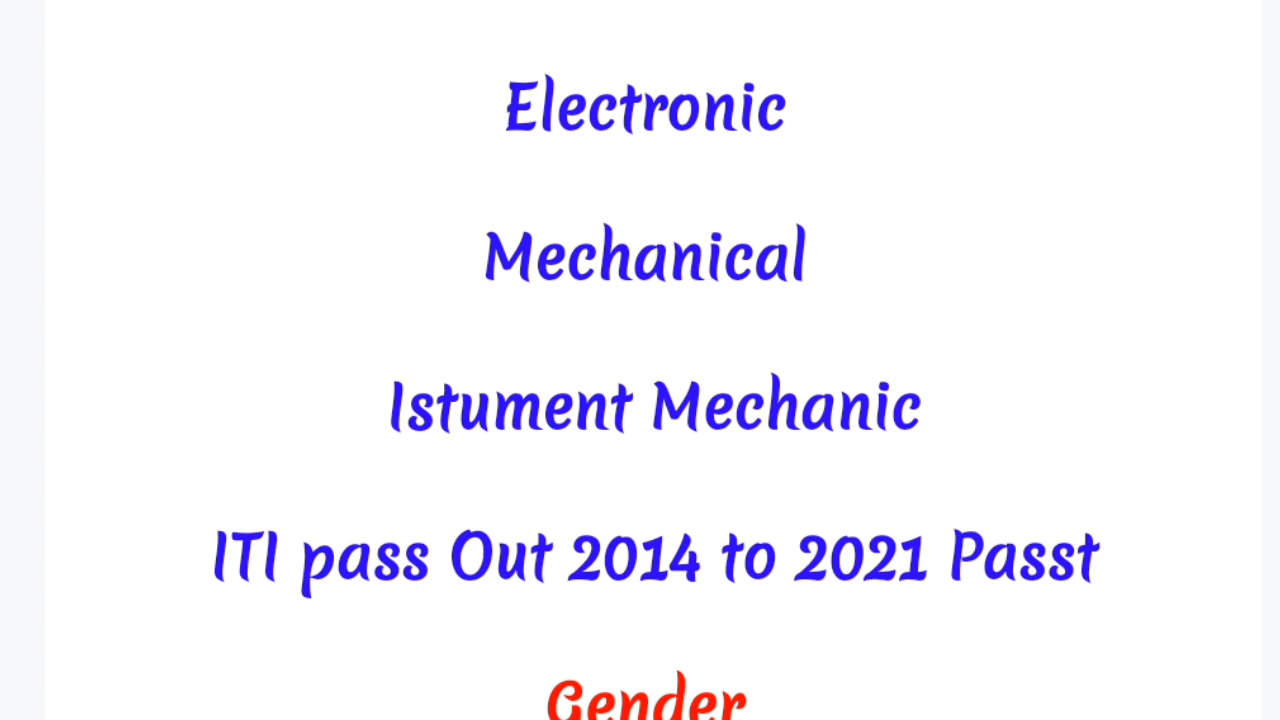 Electronic
Mechanical
Istument Mechanic
ITI pass Out 2014 to 2021 Passt
Gender